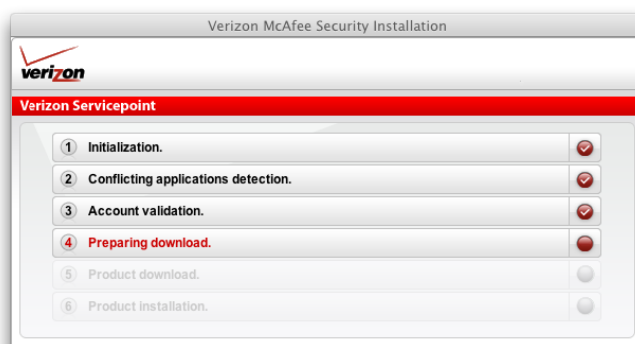 Verizon McAfee Security Installation
verizon
Verizon Servicepoint
1 Initialization.
2 Conflicting applications detection.
3 Account validation.
4 Preparing download.
5 Product download.
6 Product installation.